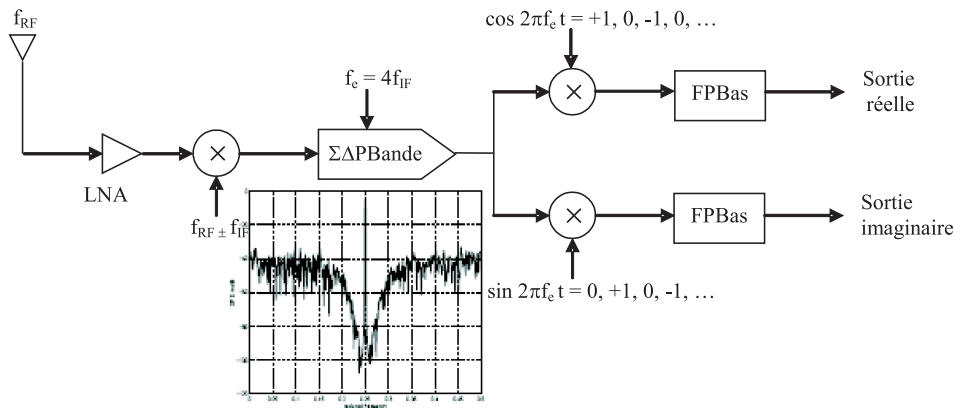 f_RF
cos 2πf_e t = +1, 0, -1, 0, …
f_e = 4f_IF
×
FPBas
Sortie
réelle
ΣΔPBande
×
LNA
f_RF ± f_IF
×
FPBas
Sortie
imaginaire
sin 2πf_e t = 0, +1, 0, -1, …